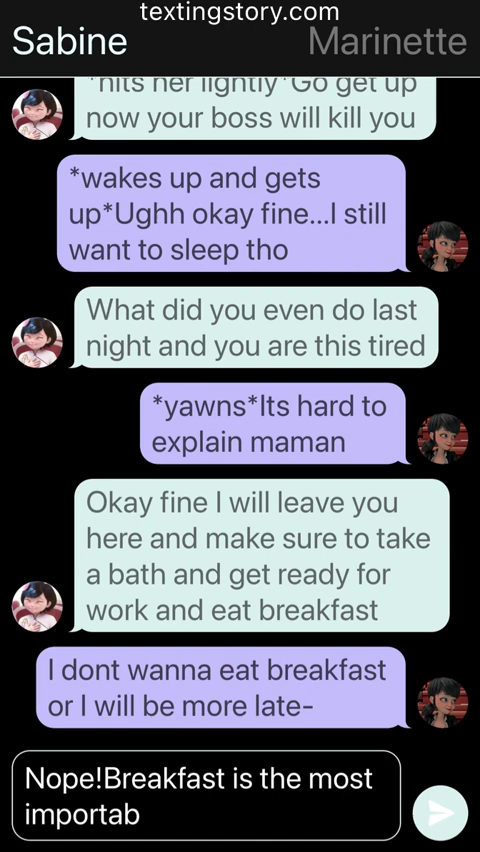 textingstory.com
Sabine
Marinette
*hits her lightly*Go get up
now your boss will kill you
*wakes up and gets
up*Ughh okay fine...I still
want to sleep tho
What did you even do last
night and you are this tired
*yawns*Its hard to
explain maman
Okay fine I will leave you
here and make sure to take
a bath and get ready for
work and eat breakfast
I dont wanna eat breakfast
or I will be more late-
Nope!Breakfast is the most
importab